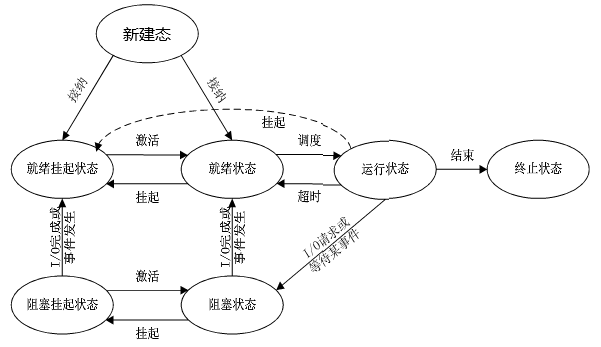 新建态
接纳
接纳
挂起
激活
调度
结束
就绪挂起状态
就绪状态
运行状态
终止状态
挂起
超时
I/O完成或
事件发生
I/O完成或
事件发生
I/O请求或
等待某事件
激活
阻塞挂起状态
阻塞状态
挂起